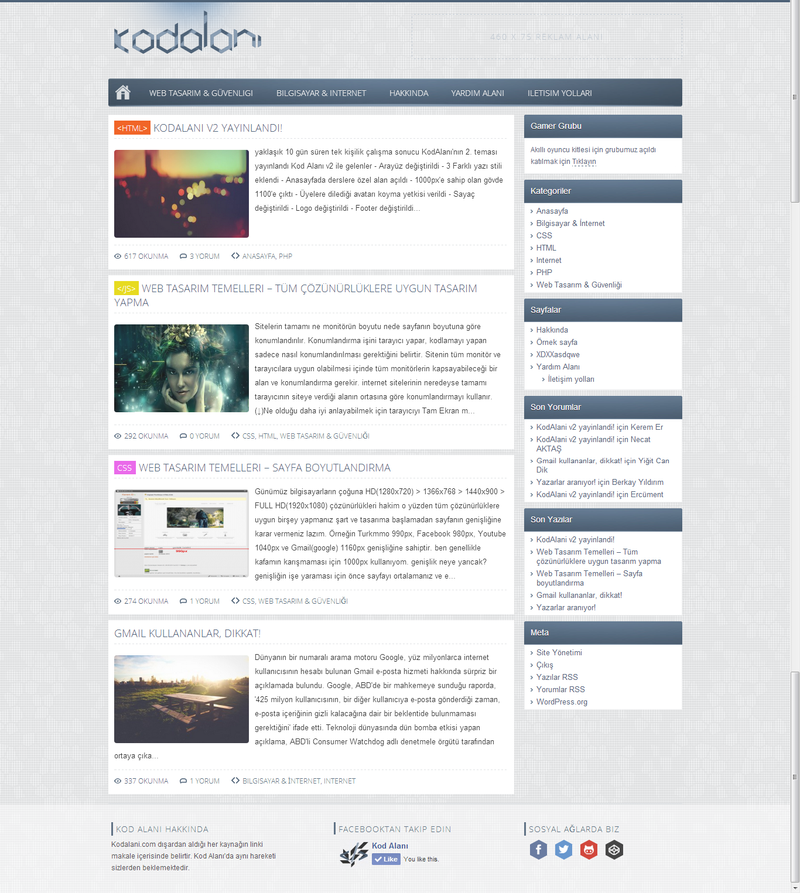 kodalanı
460 X 75 REKLAM ALANI
WEB TASARIM & GÜVENLIGI BILGISAYAR & INTERNET HAKKINDA YARDIM ALANI ILETISIM YOLLARI
<HTML> KODALANI V2 YAYINLANDI!
yaklaşık 10 gün süren tek kişilik çalışma sonucu KodAlani'nin 2. teması
yayınlandı Kod Alanı v2 ile gelenler - Arayüz değiştirildi - 3 Farklı yazı stili
eklendi - Anasayfada derslere özel alan açıldı - 1000px'e sahip olan gövde
1100'e çıktı - Üyelere dilediği avatarı koyma yetkisi verildi - Sayaç
değiştirildi - Logo değiştirildi - Footer değiştirildi...
617 OKUNMA 3 YORUM ANASAYFA, PHP
</JS> WEB TASARIM TEMELLERI – TÜM ÇÖZÜNÜRLÜKLERE UYGUN TASARIM
YAPMA
Sitelerin tamamı ne monitörün boyutu nede sayfanın boyutuna göre
konumlandırılır. Konumlandırma işini tarayıcı yapar, kodlamayı yapan
sadece nasıl konumlandırılması gerektiğini belirtir. Sitenin tüm monitör ve
tarayıcılara uygun olabilmesi içinde tüm monitörlerin kapsayabileceği bir
alan ve konumlandırma gerekir. internet sitelerinin neredeyse tamamı
tarayıcının siteye verdiği alanın ortasına göre konumlandırmayı kullanır.
(↓)Ne olduğu daha iyi anlayabilmek için tarayıcıyı Tam Ekran m...
292 OKUNMA 0 YORUM CSS, HTML, WEB TASARIM & GÜVENLIĞI
CSS WEB TASARIM TEMELLERI – SAYFA BOYUTLANDIRMA
Günümüz bilgisayarların çoğuna HD(1280x720) > 1366x768 > 1440x900 >
FULL HD(1920x1080) çözünürlükleri hakim o yüzden tüm çözünürlüklere
uygun birşey yapmanız şart ve tasarıma başlamadan sayfanın genişliğine
karar vermeniz lazım. Örneğin Turkmmo 990px, Facebook 980px, Youtube
1040px ve Gmail(google) 1160px genişliğine sahiptir. ben genellikle
kafamın karışmaması için 1000px kullanıyom. genişlik neye yarıcak?
genişliğin işe yaraması için önce sayfayı ortalamanız ve e...
274 OKUNMA 1 YORUM CSS, WEB TASARIM & GÜVENLIĞI
GMAIL KULLANANLAR, DIKKAT!
Dünyanın bir numaralı arama motoru Google, yüz milyonlarca internet
kullanıcısının hesabı bulunan Gmail e-posta hizmeti hakkında sürpriz bir
açıklamada bulundu. Google, ABD'de bir mahkemeye sunduğu raporda,
'425 milyon kullanıcısının, bir diğer kullanıcıya e-posta gönderdiği zaman,
e-posta içeriğinin gizli kalacağına dair bir beklentide bulunmaması
gerektiğini' ifade etti. Teknoloji dünyasında dün bomba etkisi yapan
açıklama, ABD'li Consumer Watchdog adlı denetmele örgütü tarafından
ortaya çıka...
337 OKUNMA 1 YORUM BILGISAYAR & İNTERNET, INTERNET
Gamer Grubu
Akıllı oyuncu kitlesi için grubumuz açıldı
katılmak için Tıklayın
Kategoriler
Anasayfa
Bilgisayar & İnternet
CSS
HTML
Internet
PHP
Web Tasarım & Güvenliği
Sayfalar
Hakkında
Örnek sayfa
XDXXasdqwe
Yardım Alanı
İletişim yolları
Son Yorumlar
KodAlani v2 yayinlandi! için Kerem Er
KodAlani v2 yayinlandi! için Necat
AKTAŞ
Gmail kullananlar, dikkat! için Yiğit Can
Dik
Yazarlar aranıyor! için Berkay Yıldırım
KodAlani v2 yayinlandi! için Ercüment
Son Yazılar
KodAlani v2 yayinlandi!
Web Tasarım Temelleri – Tüm
çözünürlüklere uygun tasarım yapma
Web Tasarım Temelleri – Sayfa
boyutlandırma
Gmail kullananlar, dikkat!
Yazarlar aranıyor!
Meta
Site Yönetimi
Çıkış
Yazılar RSS
Yorumlar RSS
WordPress.org
KOD ALANI HAKKINDA
Kodalani.com dışardan aldığı her kaynağın linki
makale içerisinde belirtir. Kod Alanı'da aynı hareketi
sizlerden beklemektedir.
FACEBOOKTAN TAKIP EDIN
Kod Alanı
Like You like this.
SOSYAL AĞLARDA BIZ